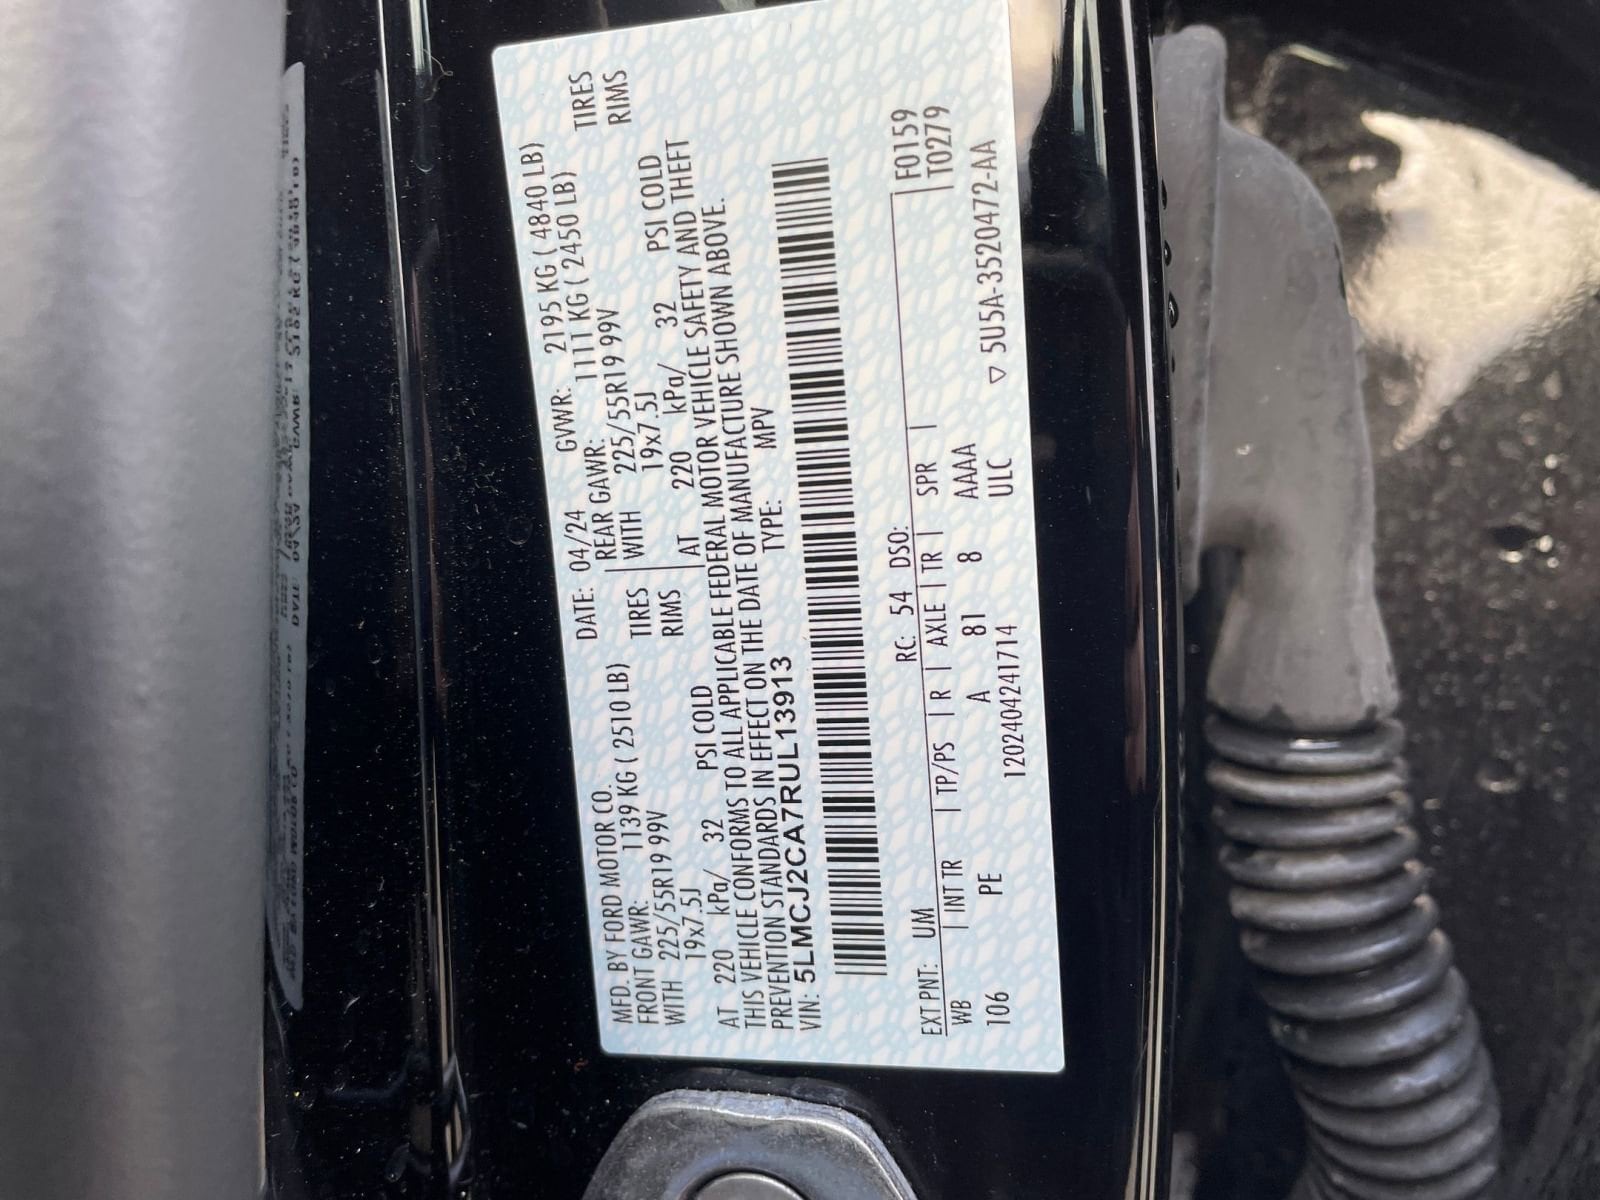 MFD. BY FORD MOTOR CO.
DATE: 04/24 GVWR: 2195 KG ( 4840 LB)
FRONT GAWR: 1139 KG ( 2510 LB) REAR GAWR: 1111 KG ( 2450 LB)
WITH 225/55R19 99V TIRES WITH 225/55R19 99V TIRES
19x7.5J RIMS 19x7.5J RIMS
AT 220 kPa/ 32 PSI COLD AT 220 kPa/ 32 PSI COLD
THIS VEHICLE CONFORMS TO ALL APPLICABLE FEDERAL MOTOR VEHICLE SAFETY AND THEFT
PREVENTION STANDARDS IN EFFECT ON THE DATE OF MANUFACTURE SHOWN ABOVE.
VIN: 5LMCJ2CA7RUL13913 TYPE: MPV
EXT PNT: UM RC: 54 DSO: F0159
WB | INT TR | TP/PS | R | AXLE | TR | SPR | T0279
106 PE A 81 8 AAAA
12024042417 14 ULC ▽ 5U5A-3520472-AA